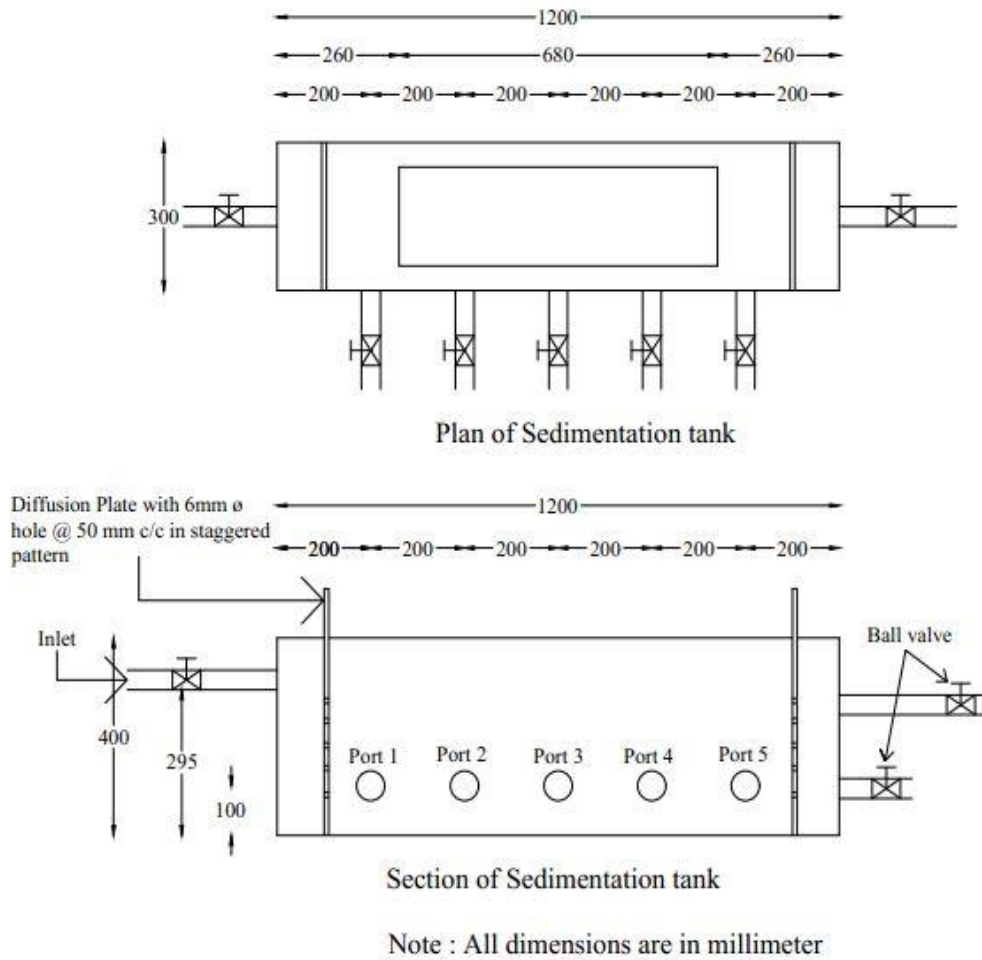 1200
260 680 260
200 200 200 200 200 200
300
Plan of Sedimentation tank
Diffusion Plate with 6mm ø
hole @ 50 mm c/c in staggered
pattern
1200
200 200 200 200 200 200
Inlet
Ball valve
400
295
100
Port 1 Port 2 Port 3 Port 4 Port 5
Section of Sedimentation tank
Note : All dimensions are in millimeter